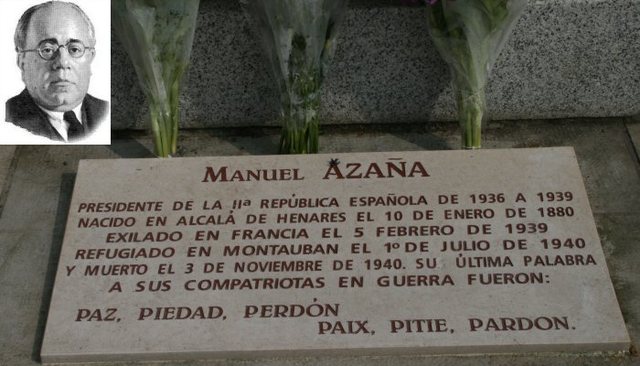 MANUEL AZAÑA
PRESIDENTE DE LA IIª REPÚBLICA ESPAÑOLA DE 1936 A 1939
NACIDO EN ALCALÁ DE HENARES EL 10 DE ENERO DE 1880
EXILADO EN FRANCIA EL 5 FEBRERO DE 1939
REFUGIADO EN MONTAUBAN EL 1º DE JULIO DE 1940
Y MUERTO EL 3 DE NOVIEMBRE DE 1940. SU ÚLTIMA PALABRA
A SUS COMPATRIOTAS EN GUERRA FUERON:
PAZ, PIEDAD, PERDÓN
PAIX, PITIE, PARDON.